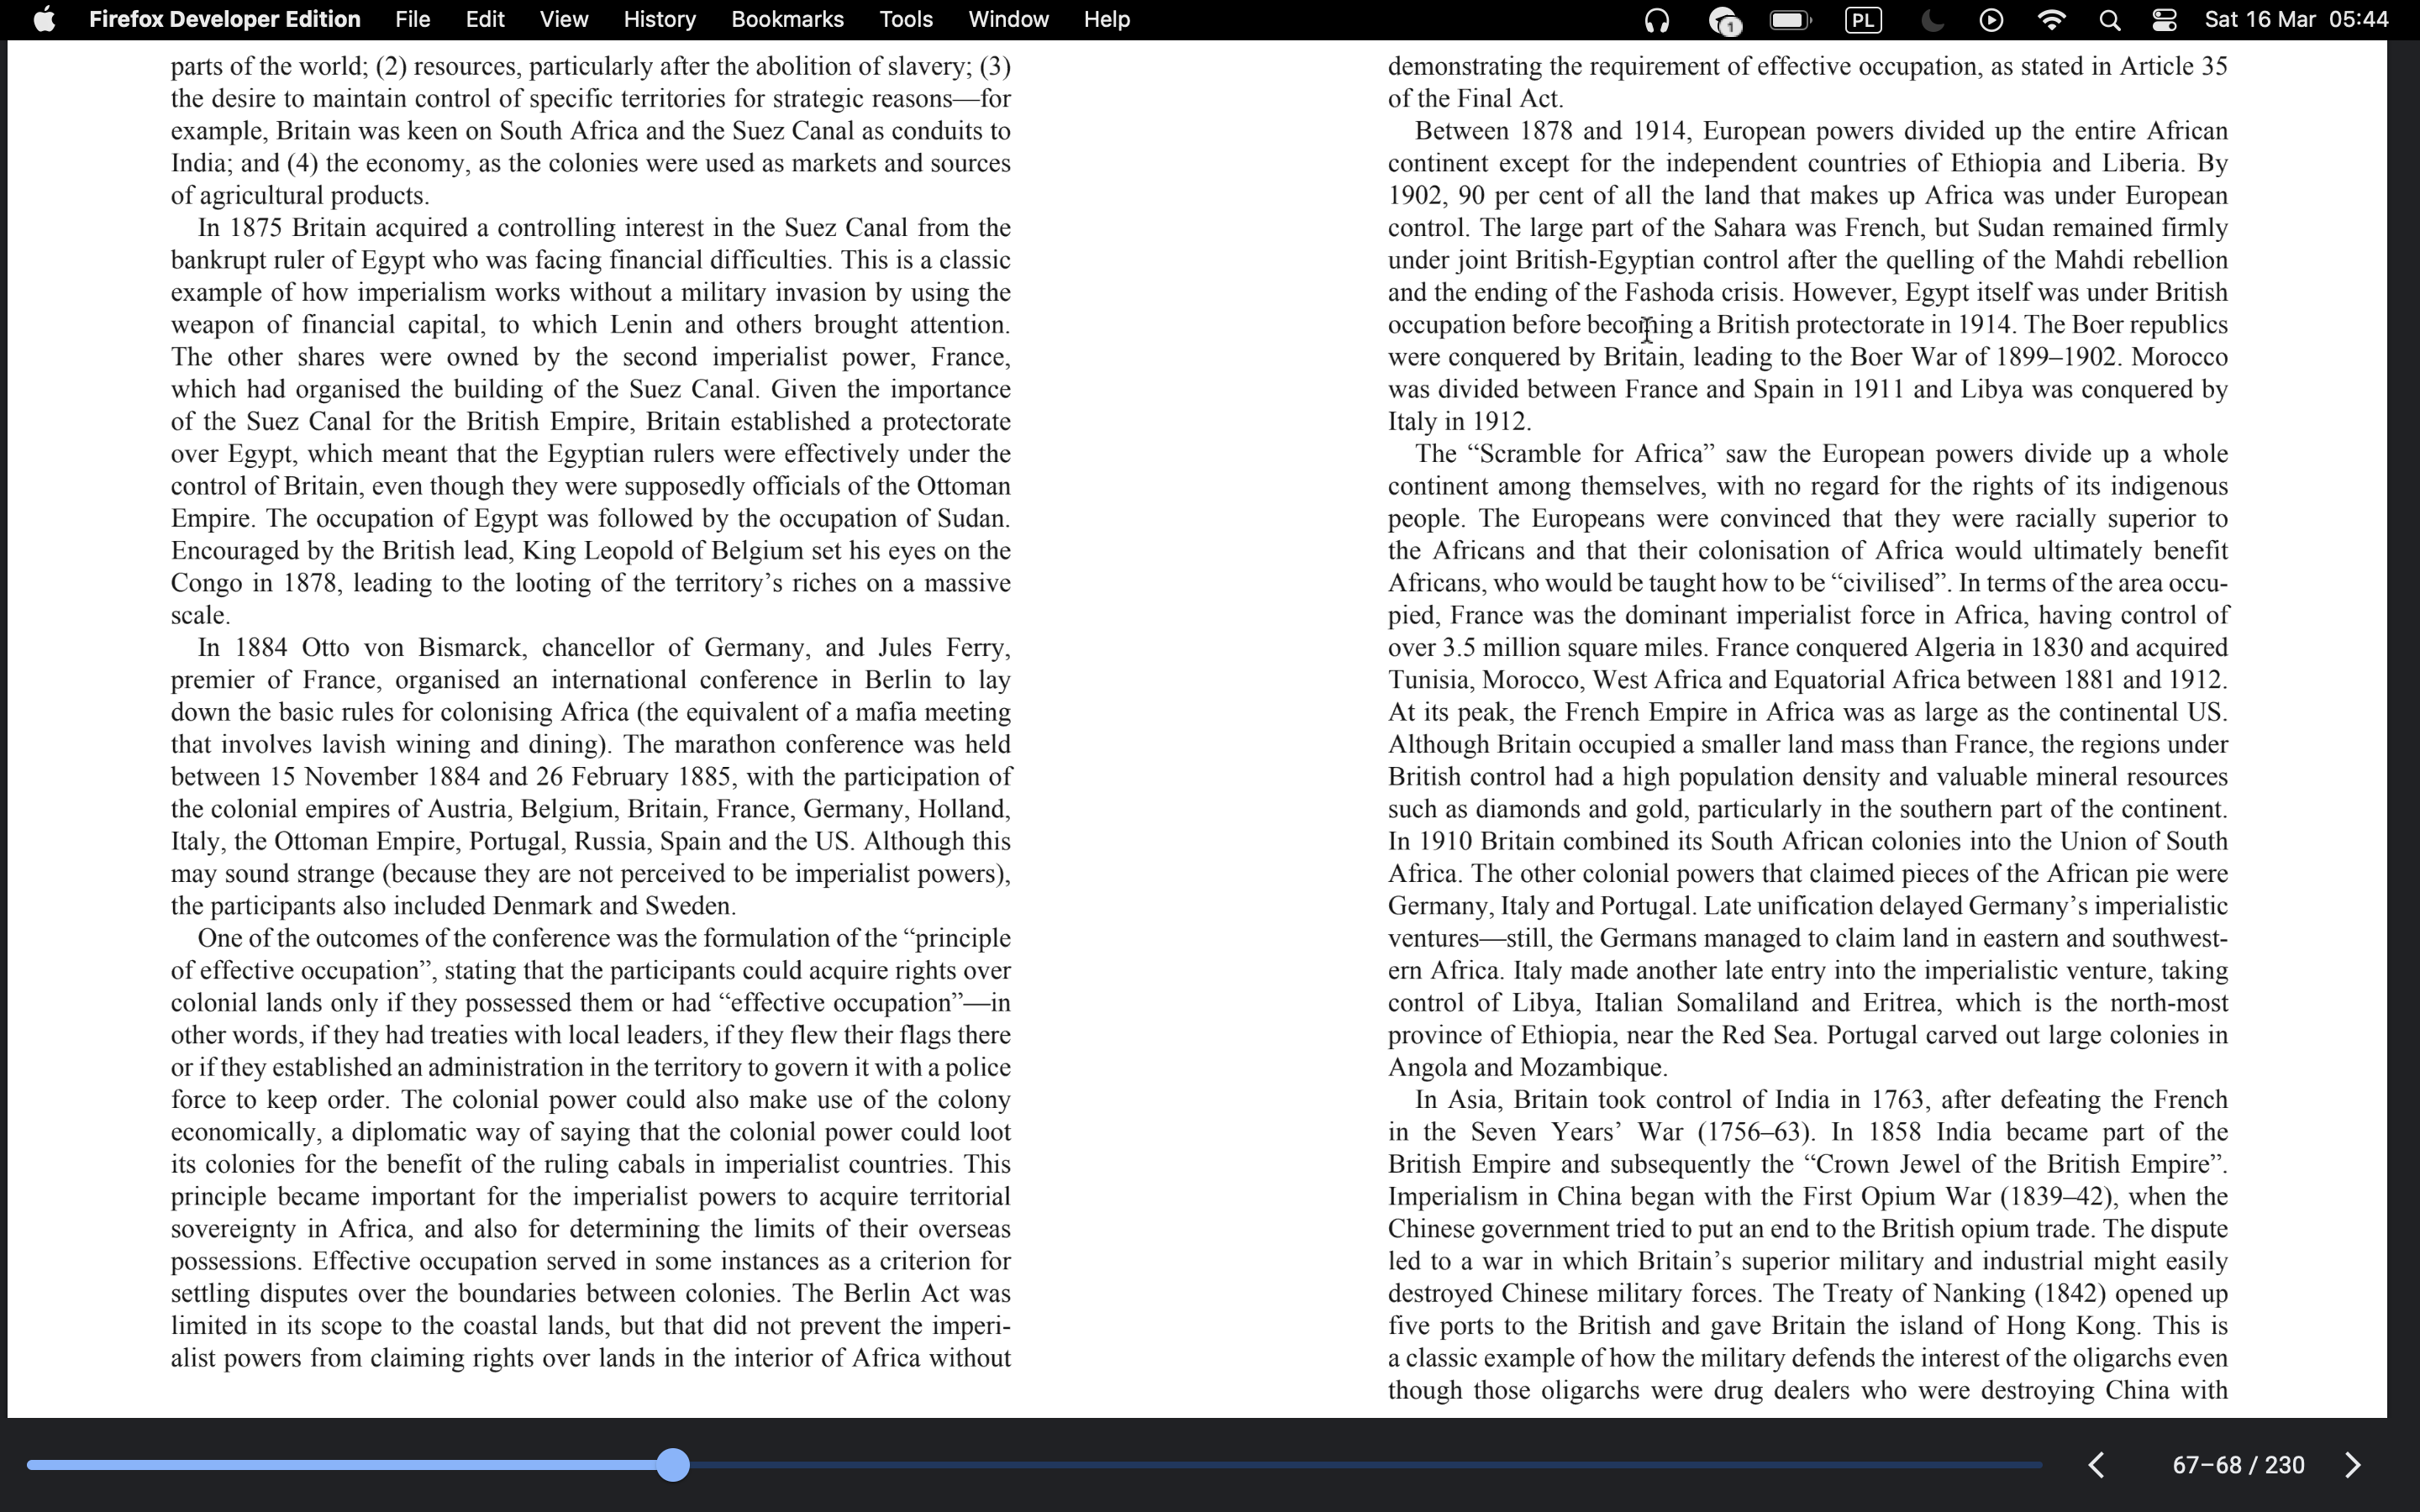 Firefox Developer Edition File Edit View History Bookmarks Tools Window Help 1 PL Sat 16 Mar 05:44
parts of the world; (2) resources, particularly after the abolition of slavery; (3)
the desire to maintain control of specific territories for strategic reasons—for
example, Britain was keen on South Africa and the Suez Canal as conduits to
India; and (4) the economy, as the colonies were used as markets and sources
of agricultural products.
In 1875 Britain acquired a controlling interest in the Suez Canal from the
bankrupt ruler of Egypt who was facing financial difficulties. This is a classic
example of how imperialism works without a military invasion by using the
weapon of financial capital, to which Lenin and others brought attention.
The other shares were owned by the second imperialist power, France,
which had organised the building of the Suez Canal. Given the importance
of the Suez Canal for the British Empire, Britain established a protectorate
over Egypt, which meant that the Egyptian rulers were effectively under the
control of Britain, even though they were supposedly officials of the Ottoman
Empire. The occupation of Egypt was followed by the occupation of Sudan.
Encouraged by the British lead, King Leopold of Belgium set his eyes on the
Congo in 1878, leading to the looting of the territory's riches on a massive
scale.
In 1884 Otto von Bismarck, chancellor of Germany, and Jules Ferry,
premier of France, organised an international conference in Berlin to lay
down the basic rules for colonising Africa (the equivalent of a mafia meeting
that involves lavish wining and dining). The marathon conference was held
between 15 November 1884 and 26 February 1885, with the participation of
the colonial empires of Austria, Belgium, Britain, France, Germany, Holland,
Italy, the Ottoman Empire, Portugal, Russia, Spain and the US. Although this
may sound strange (because they are not perceived to be imperialist powers),
the participants also included Denmark and Sweden.
One of the outcomes of the conference was the formulation of the “principle
of effective occupation”, stating that the participants could acquire rights over
colonial lands only if they possessed them or had “effective occupation”—in
other words, if they had treaties with local leaders, if they flew their flags there
or if they established an administration in the territory to govern it with a police
force to keep order. The colonial power could also make use of the colony
economically, a diplomatic way of saying that the colonial power could loot
its colonies for the benefit of the ruling cabals in imperialist countries. This
principle became important for the imperialist powers to acquire territorial
sovereignty in Africa, and also for determining the limits of their overseas
possessions. Effective occupation served in some instances as a criterion for
settling disputes over the boundaries between colonies. The Berlin Act was
limited in its scope to the coastal lands, but that did not prevent the imperi-
alist powers from claiming rights over lands in the interior of Africa without
demonstrating the requirement of effective occupation, as stated in Article 35
of the Final Act.
Between 1878 and 1914, European powers divided up the entire African
continent except for the independent countries of Ethiopia and Liberia. By
1902, 90 per cent of all the land that makes up Africa was under European
control. The large part of the Sahara was French, but Sudan remained firmly
under joint British-Egyptian control after the quelling of the Mahdi rebellion
and the ending of the Fashoda crisis. However, Egypt itself was under British
occupation before becoming a British protectorate in 1914. The Boer republics
were conquered by Britain, leading to the Boer War of 1899–1902. Morocco
was divided between France and Spain in 1911 and Libya was conquered by
Italy in 1912.
The “Scramble for Africa” saw the European powers divide up a whole
continent among themselves, with no regard for the rights of its indigenous
people. The Europeans were convinced that they were racially superior to
the Africans and that their colonisation of Africa would ultimately benefit
Africans, who would be taught how to be “civilised”. In terms of the area occu-
pied, France was the dominant imperialist force in Africa, having control of
over 3.5 million square miles. France conquered Algeria in 1830 and acquired
Tunisia, Morocco, West Africa and Equatorial Africa between 1881 and 1912.
At its peak, the French Empire in Africa was as large as the continental US.
Although Britain occupied a smaller land mass than France, the regions under
British control had a high population density and valuable mineral resources
such as diamonds and gold, particularly in the southern part of the continent.
In 1910 Britain combined its South African colonies into the Union of South
Africa. The other colonial powers that claimed pieces of the African pie were
Germany, Italy and Portugal. Late unification delayed Germany's imperialistic
ventures—still, the Germans managed to claim land in eastern and southwest-
ern Africa. Italy made another late entry into the imperialistic venture, taking
control of Libya, Italian Somaliland and Eritrea, which is the north-most
province of Ethiopia, near the Red Sea. Portugal carved out large colonies in
Angola and Mozambique.
In Asia, Britain took control of India in 1763, after defeating the French
in the Seven Years' War (1756–63). In 1858 India became part of the
British Empire and subsequently the “Crown Jewel of the British Empire”.
Imperialism in China began with the First Opium War (1839–42), when the
Chinese government tried to put an end to the British opium trade. The dispute
led to a war in which Britain's superior military and industrial might easily
destroyed Chinese military forces. The Treaty of Nanking (1842) opened up
five ports to the British and gave Britain the island of Hong Kong. This is
a classic example of how the military defends the interest of the oligarchs even
though those oligarchs were drug dealers who were destroying China with
67–68 / 230